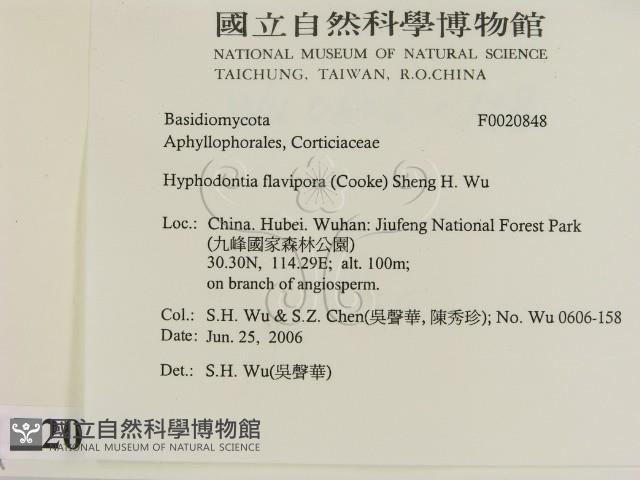 國立自然科學博物館
NATIONAL MUSEUM OF NATURAL SCIENCE
TAICHUNG, TAIWAN, R.O.CHINA
Basidiomycota F0020848
Aphyllophorales, Corticiaceae
Hyphodontia flavipora (Cooke) Sheng H. Wu
Loc.: China. Hubei. Wuhan: Jiufeng National Forest Park
(九峰國家森林公園)
30.30N, 114.29E; alt. 100m;
on branch of angiosperm.
Col.: S.H. Wu & S.Z. Chen(吳聲華, 陳秀珍); No. Wu 0606-158
Date: Jun. 25, 2006
Det.: S.H. Wu(吳聲華)
20
國立自然科學博物館
NATIONAL MUSEUM OF NATURAL SCIENCE